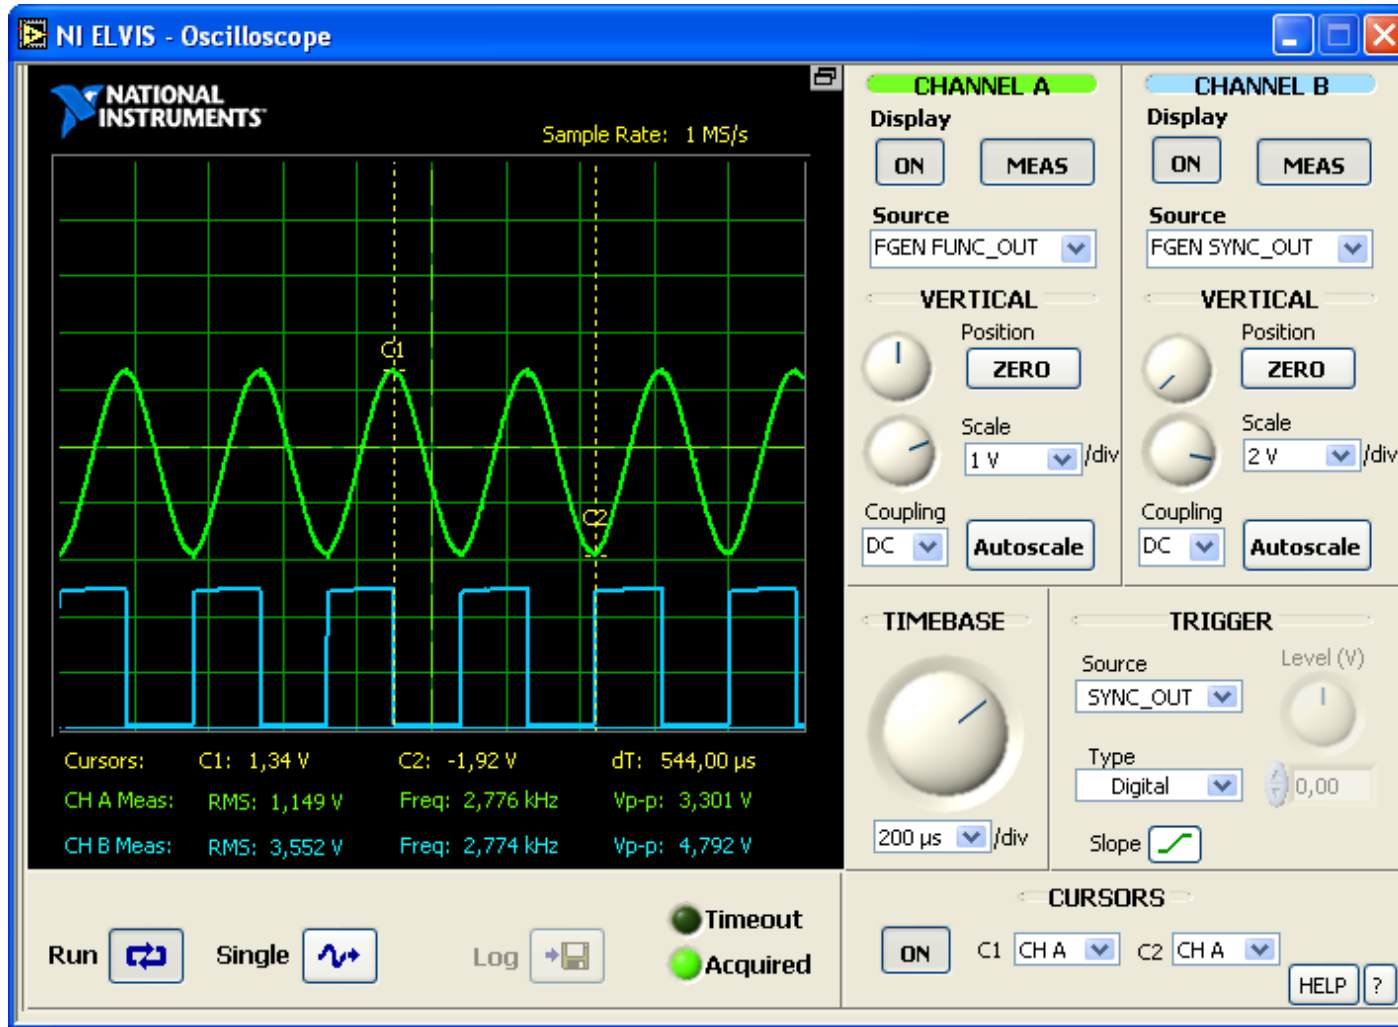 NI ELVIS - Oscilloscope
NATIONAL
INSTRUMENTS™
Sample Rate: 1 MS/s
C1
C2
Cursors: C1: 1,34 V C2: -1,92 V dT: 544,00 µs
CH A Meas: RMS: 1,149 V Freq: 2,776 kHz Vp-p: 3,301 V
CH B Meas: RMS: 3,552 V Freq: 2,774 kHz Vp-p: 4,792 V
Run
Single
Log
Timeout
Acquired
CHANNEL A
Display
ON MEAS
Source
FGEN FUNC_OUT
VERTICAL
Position
ZERO
Scale
1 V /div
Coupling
DC Autoscale
CHANNEL B
Display
ON MEAS
Source
FGEN SYNC_OUT
VERTICAL
Position
ZERO
Scale
2 V /div
Coupling
DC Autoscale
TIMEBASE
200 µs /div
TRIGGER
Source Level (V)
SYNC_OUT
Type
Digital 0,00
Slope
CURSORS
ON C1 CH A C2 CH A
HELP ?